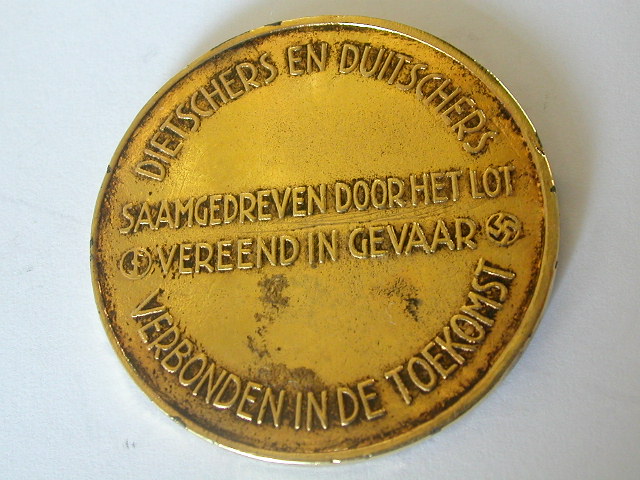 DIETSCHERS EN DUITSCHERS
SAAMGEDREVEN DOOR HET LOT
VEREEND IN GEVAAR
VERBONDEN IN DE TOEKOMST